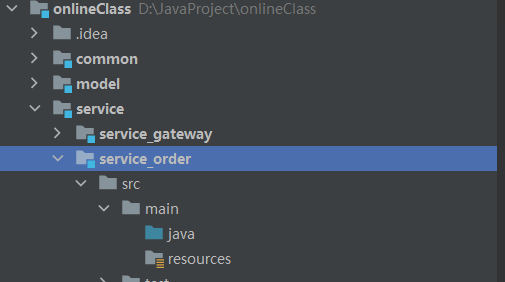 onlineClass D:\JavaProject\onlineClass
.idea
common
model
service
service_gateway
service_order
src
main
java
resources